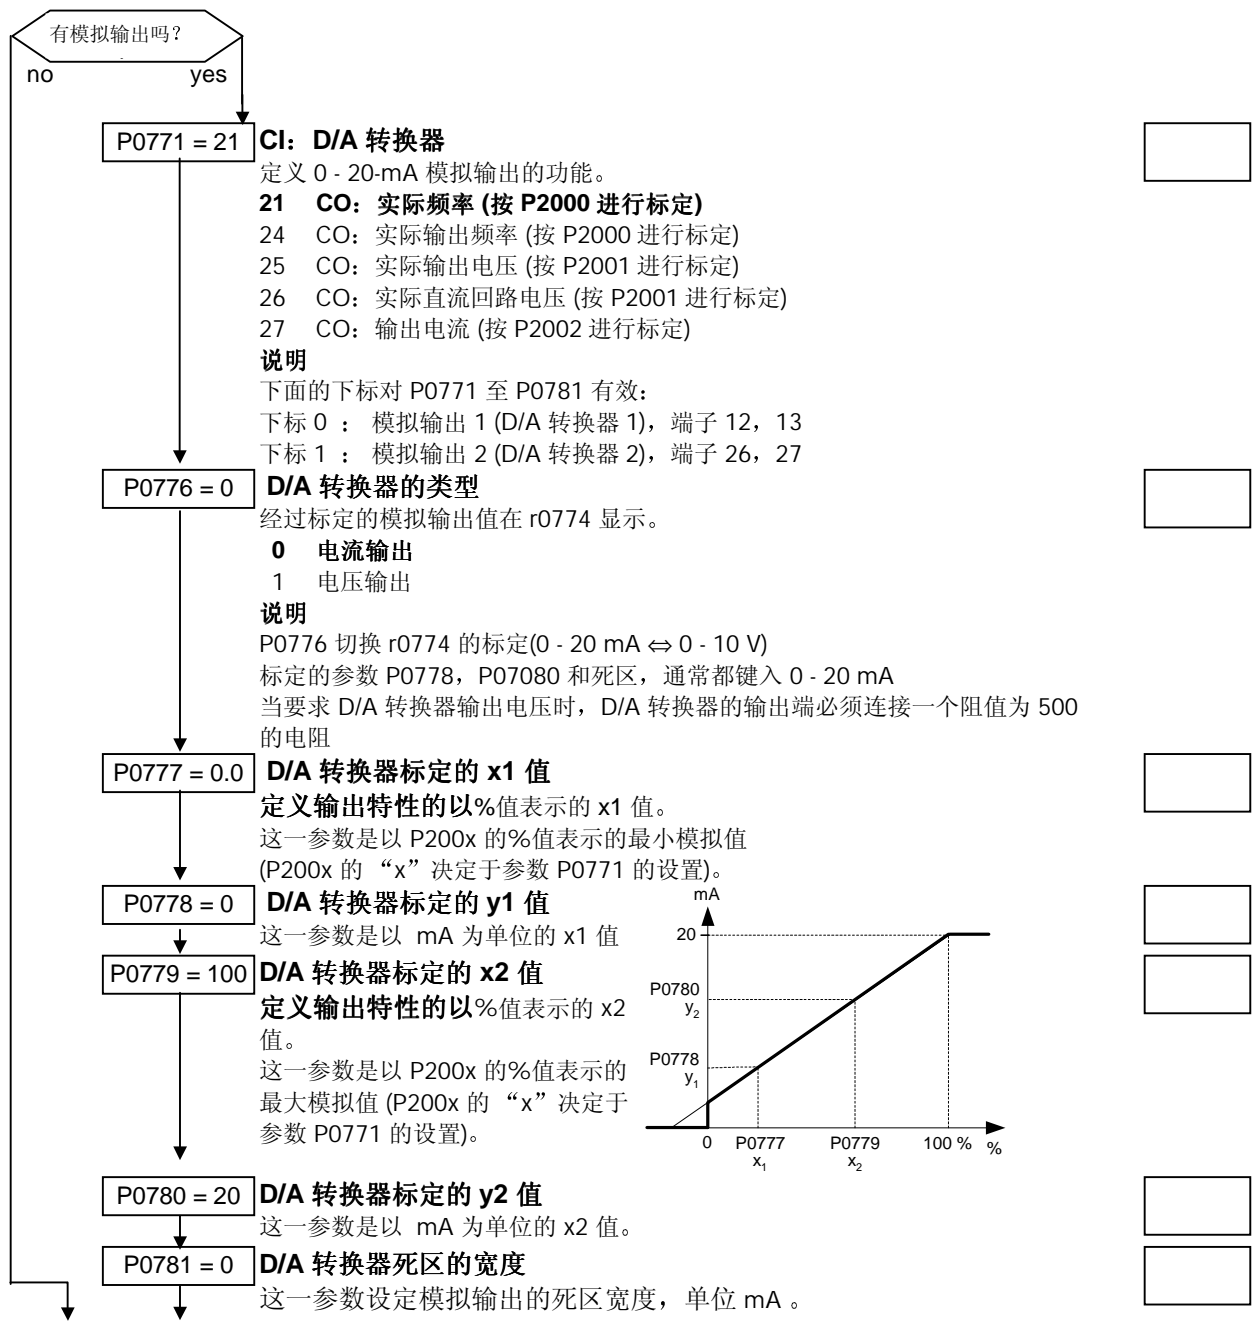 有模拟输出吗？
no yes
P0771 = 21 CI：D/A 转换器
定义 0 - 20-mA 模拟输出的功能。
21 CO：实际频率 (按 P2000 进行标定)
24 CO：实际输出频率 (按 P2000 进行标定)
25 CO：实际输出电压 (按 P2001 进行标定)
26 CO：实际直流回路电压 (按 P2001 进行标定)
27 CO：输出电流 (按 P2002 进行标定)
说明
下面的下标对 P0771 至 P0781 有效：
下标 0 ： 模拟输出 1 (D/A 转换器 1)，端子 12，13
下标 1 ： 模拟输出 2 (D/A 转换器 2)，端子 26，27
P0776 = 0 D/A 转换器的类型
经过标定的模拟输出值在 r0774 显示。
0 电流输出
1 电压输出
说明
P0776 切换 r0774 的标定(0 - 20 mA ⇔ 0 - 10 V)
标定的参数 P0778，P07080 和死区，通常都键入 0 - 20 mA
当要求 D/A 转换器输出电压时，D/A 转换器的输出端必须连接一个阻值为 500
的电阻
P0777 = 0.0 D/A 转换器标定的 x1 值
定义输出特性的以%值表示的 x1 值。
这一参数是以 P200x 的%值表示的最小模拟值
(P200x 的 “x”决定于参数 P0771 的设置)。
P0778 = 0 D/A 转换器标定的 y1 值
这一参数是以 mA 为单位的 x1 值
P0779 = 100 D/A 转换器标定的 x2 值
定义输出特性的以%值表示的 x2
值。
这一参数是以 P200x 的%值表示的
最大模拟值 (P200x 的 “x”决定于
参数 P0771 的设置)。
mA
20
P0780
y2
P0778
y1
0 P0777 P0779 100 % %
x1 x2
P0780 = 20 D/A 转换器标定的 y2 值
这一参数是以 mA 为单位的 x2 值。
P0781 = 0 D/A 转换器死区的宽度
这一参数设定模拟输出的死区宽度，单位 mA 。